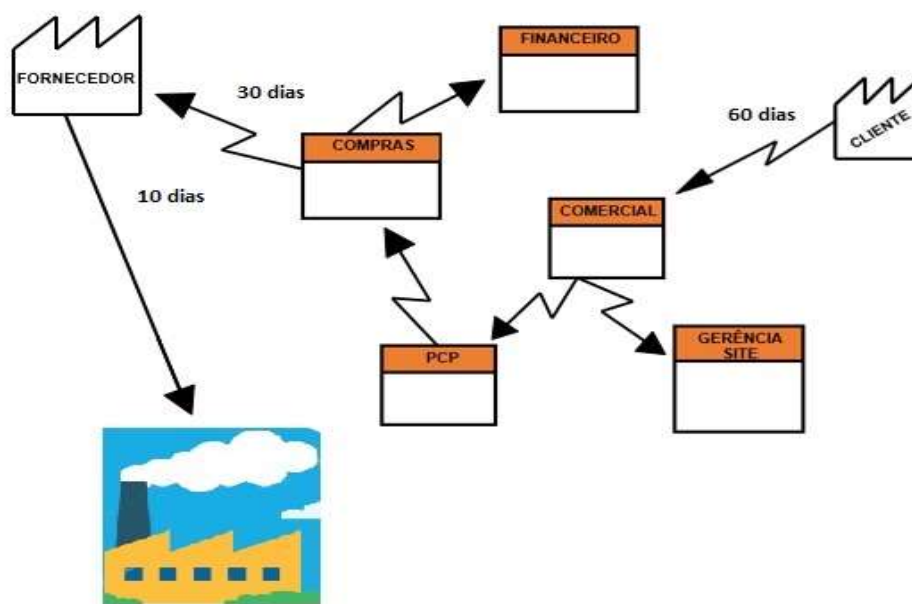 FINANCEIRO
FORNECEDOR
30 dias
60 dias
CLIENTE
COMPRAS
10 dias
COMERCIAL
PCP
GERÊNCIA
SITE